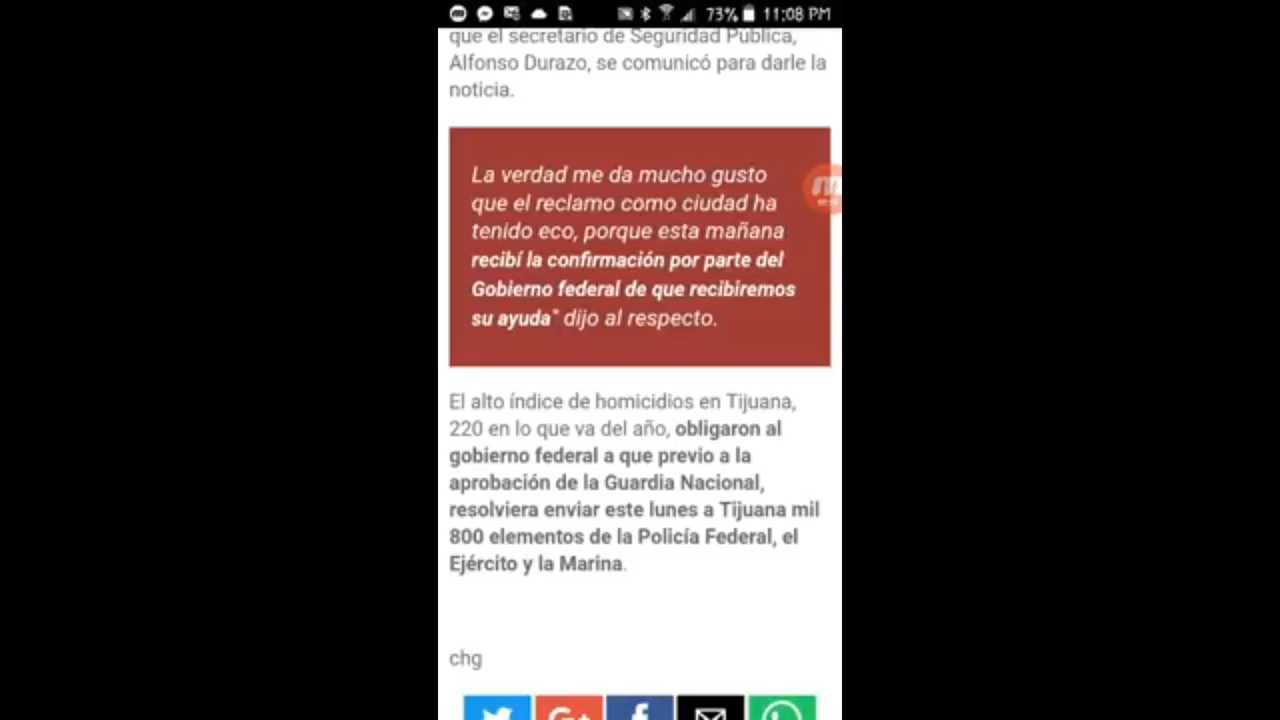 73% 11:08 PM
que el secretario de Seguridad Pública,
Alfonso Durazo, se comunicó para darle la
noticia.
La verdad me da mucho gusto
que el reclamo como ciudad ha
tenido eco, porque esta mañana
recibí la confirmación por parte del
Gobierno federal de que recibiremos
su ayuda" dijo al respecto.
El alto índice de homicidios en Tijuana,
220 en lo que va del año, obligaron al
gobierno federal a que previo a la
aprobación de la Guardia Nacional,
resolviera enviar este lunes a Tijuana mil
800 elementos de la Policía Federal, el
Ejército y la Marina.
chg
G+